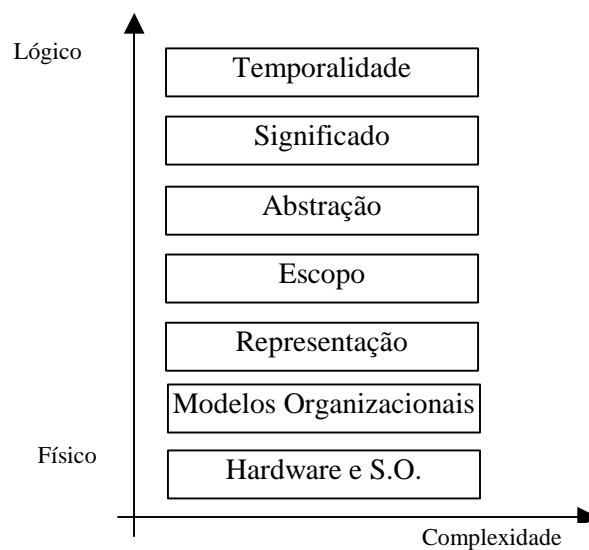 Lógico
Temporalidade
Significado
Abstração
Escopo
Representação
Modelos Organizacionais
Físico
Hardware e S.O.
Complexidade